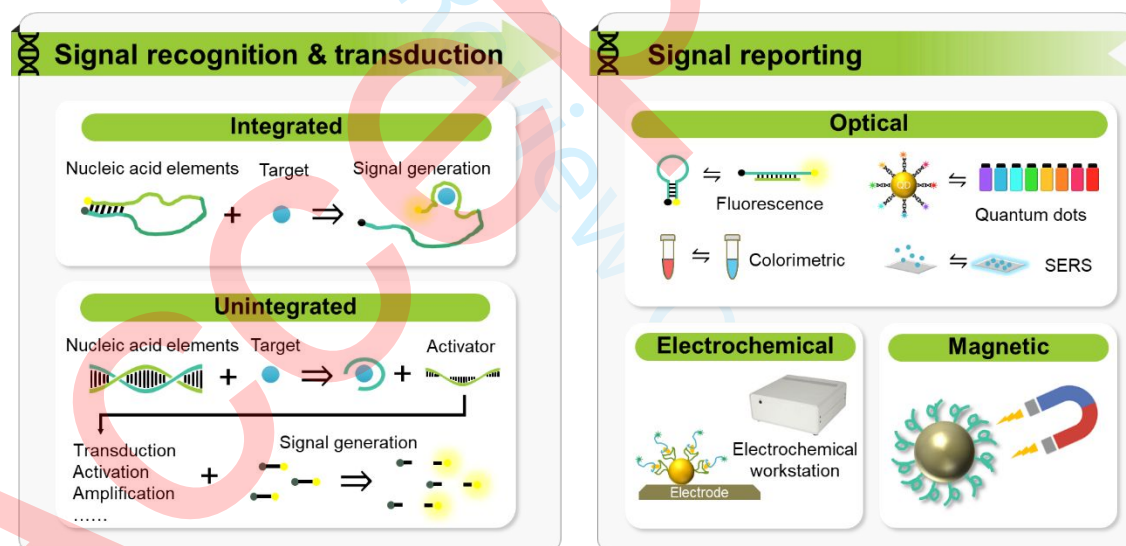 Signal recognition & transduction
Integrated
Nucleic acid elements
Target
Signal generation
+
⇒
Unintegrated
Nucleic acid elements
Target
Activator
+
⇒
+
Transduction
Activation
Amplification
......
+
Signal generation
⇒
Signal reporting
Optical
⇋
Fluorescence
QD
⇋
Quantum dots
⇋
Colorimetric
⇋
SERS
Electrochemical
Electrochemical
workstation
Electrode
Magnetic